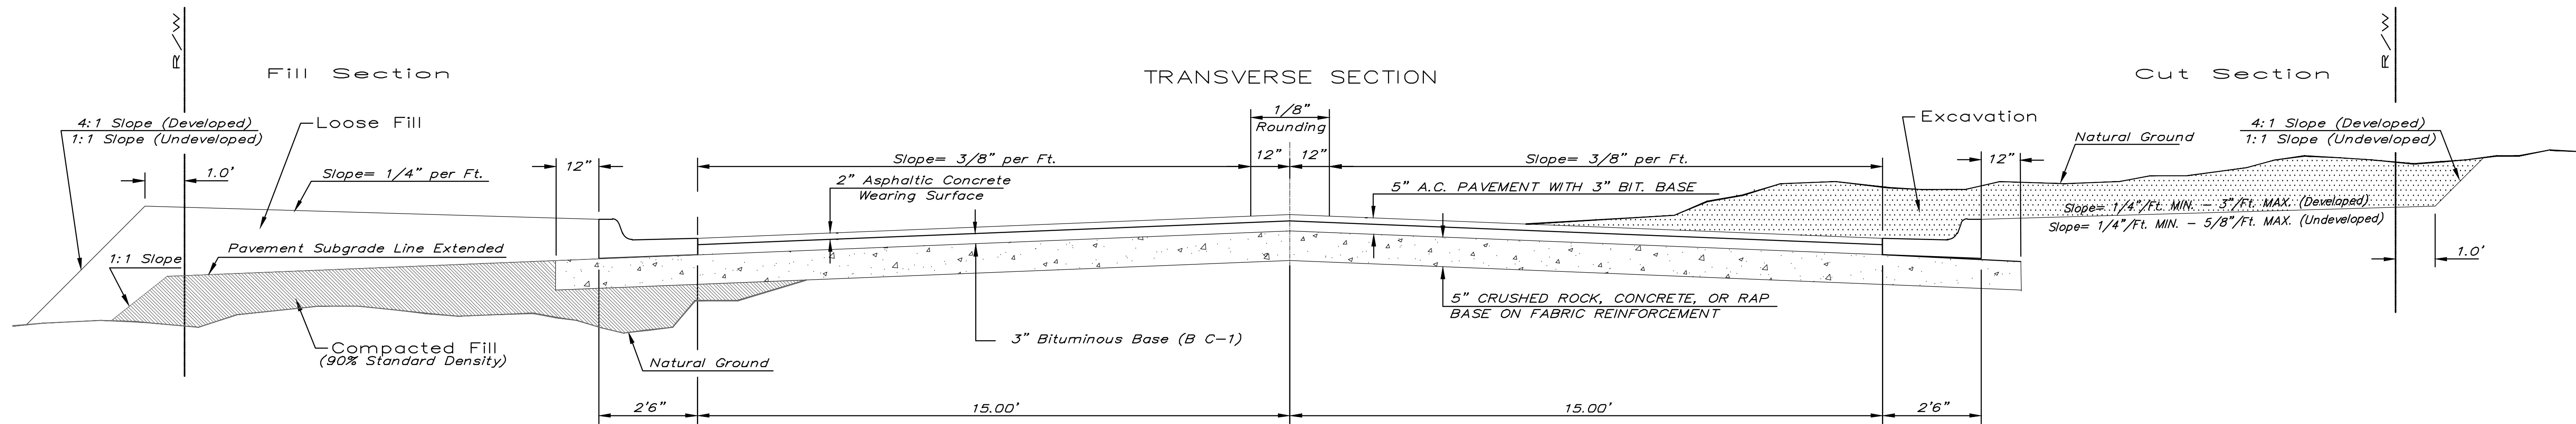 R/W
Fill Section
TRANSVERSE SECTION
Cut Section
R/W
4:1 Slope (Developed)
1:1 Slope (Undeveloped)
Loose Fill
1/8"
Rounding
Excavation
Natural Ground
4:1 Slope (Developed)
1:1 Slope (Undeveloped)
1.0'
Slope= 1/4" per Ft.
12"
Slope= 3/8" per Ft.
12"
12"
Slope= 3/8" per Ft.
12"
2" Asphaltic Concrete
Wearing Surface
5" A.C. PAVEMENT WITH 3" BIT. BASE
Slope= 1/4"/Ft. MIN. - 3"/Ft. MAX. (Developed)
Slope= 1/4"/Ft. MIN. - 5/8"/Ft. MAX. (Undeveloped)
Pavement Subgrade Line Extended
1:1 Slope
1.0'
5" CRUSHED ROCK, CONCRETE, OR RAP
BASE ON FABRIC REINFORCEMENT
Compacted Fill
(90% Standard Density)
3" Bituminous Base (B C-1)
Natural Ground
2'6"
15.00'
15.00'
2'6"